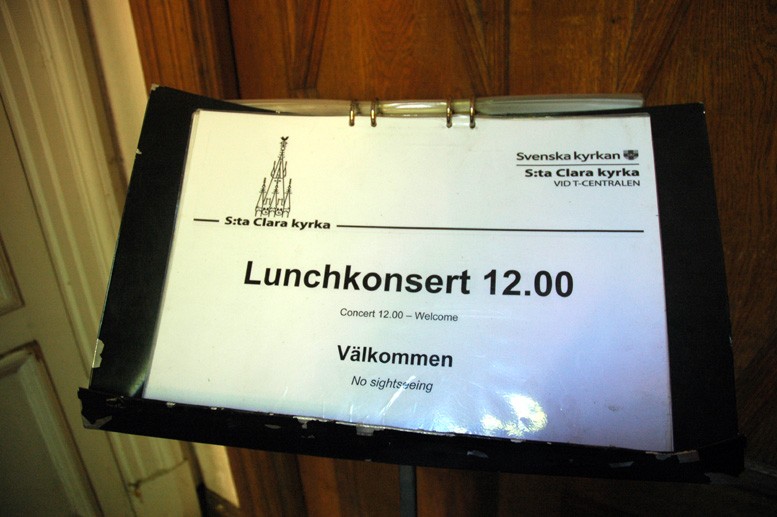 Svenska kyrkan
S:ta Clara kyrka
VID T-CENTRALEN
S:ta Clara kyrka
Lunchkonsert 12.00
Concert 12.00 – Welcome
Välkommen
No sightseeing